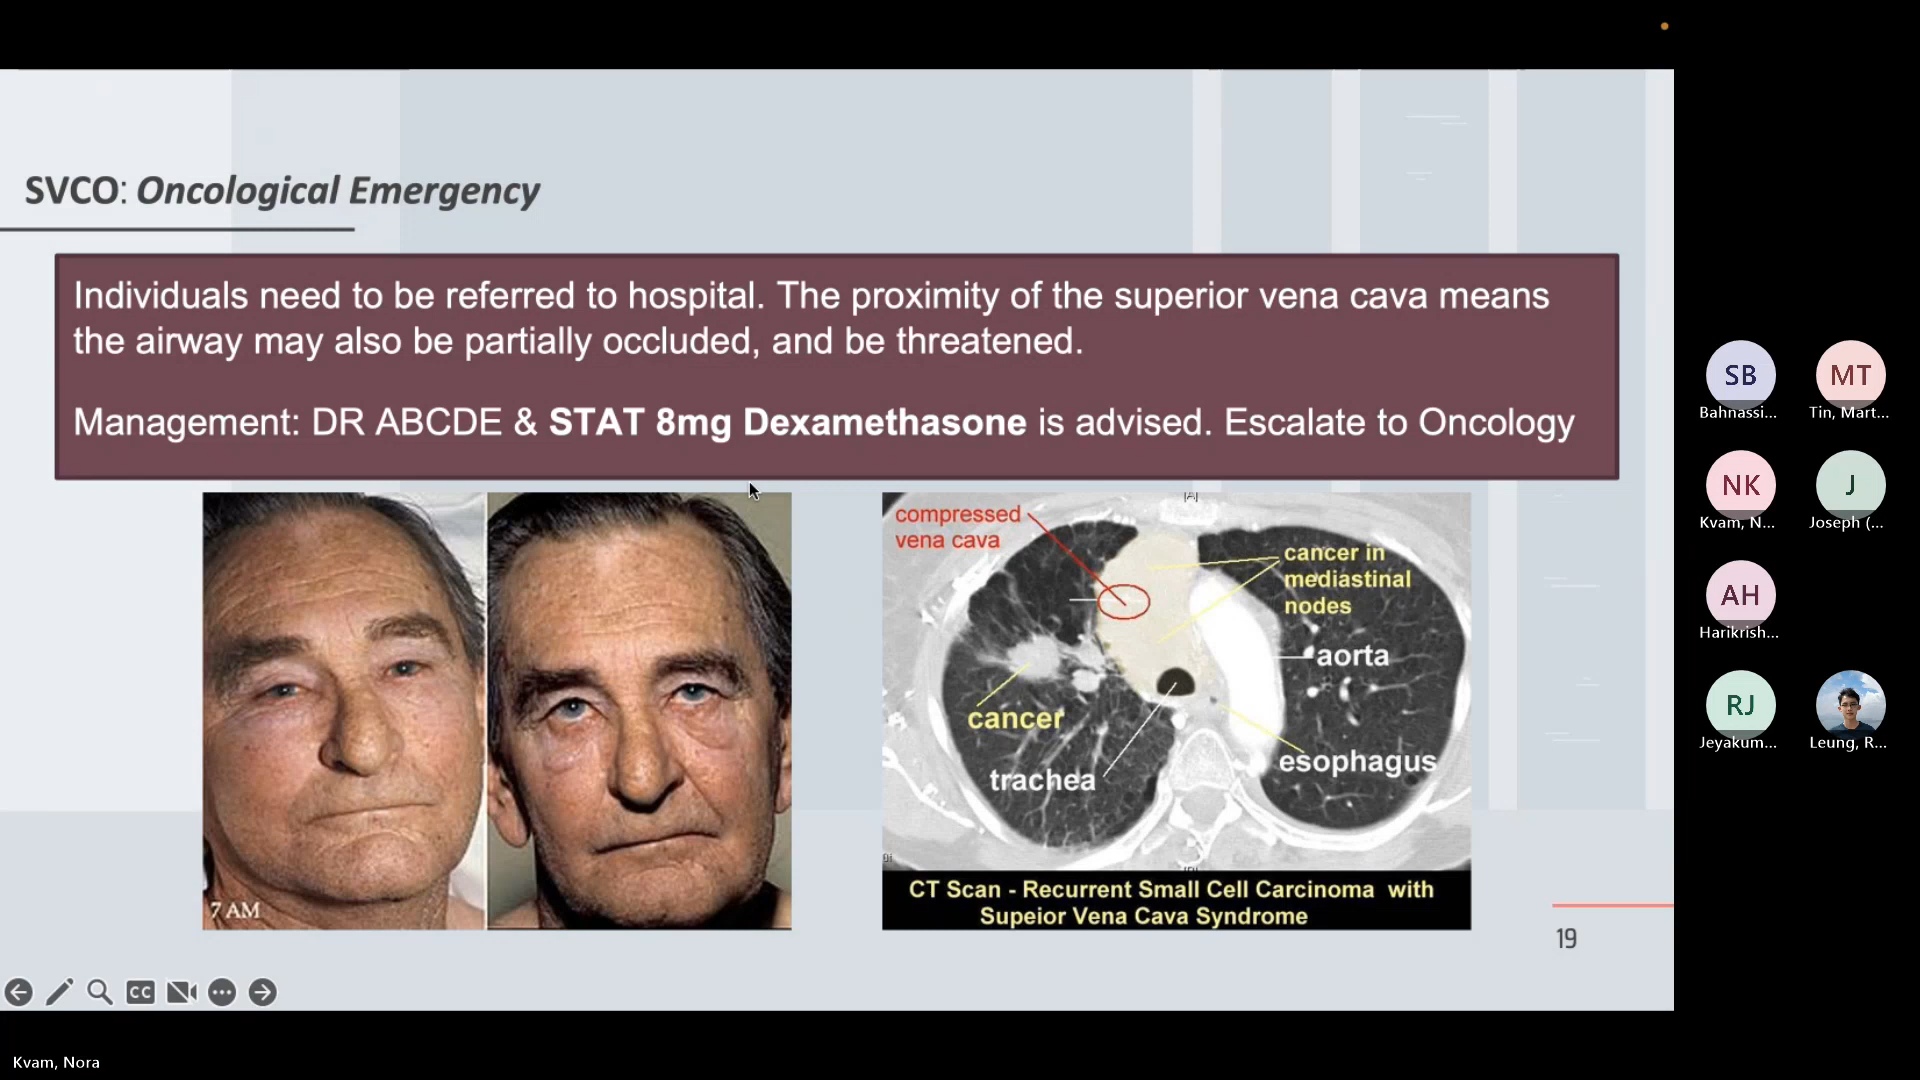 SVCO: Oncological Emergency
Individuals need to be referred to hospital. The proximity of the superior vena cava means
the airway may also be partially occluded, and be threatened.
Management: DR ABCDE & STAT 8mg Dexamethasone is advised. Escalate to Oncology
7 AM
[A]
compressed
vena cava
cancer in
mediastinal
nodes
aorta
cancer
trachea
esophagus
CT Scan - Recurrent Small Cell Carcinoma with
Supeior Vena Cava Syndrome
19
CC
SB
Bahnassi...
MT
Tin, Mart...
NK
Kvam, N...
J
Joseph (...
AH
Harikrish...
RJ
Jeyakum...
Leung, R...
Kvam, Nora